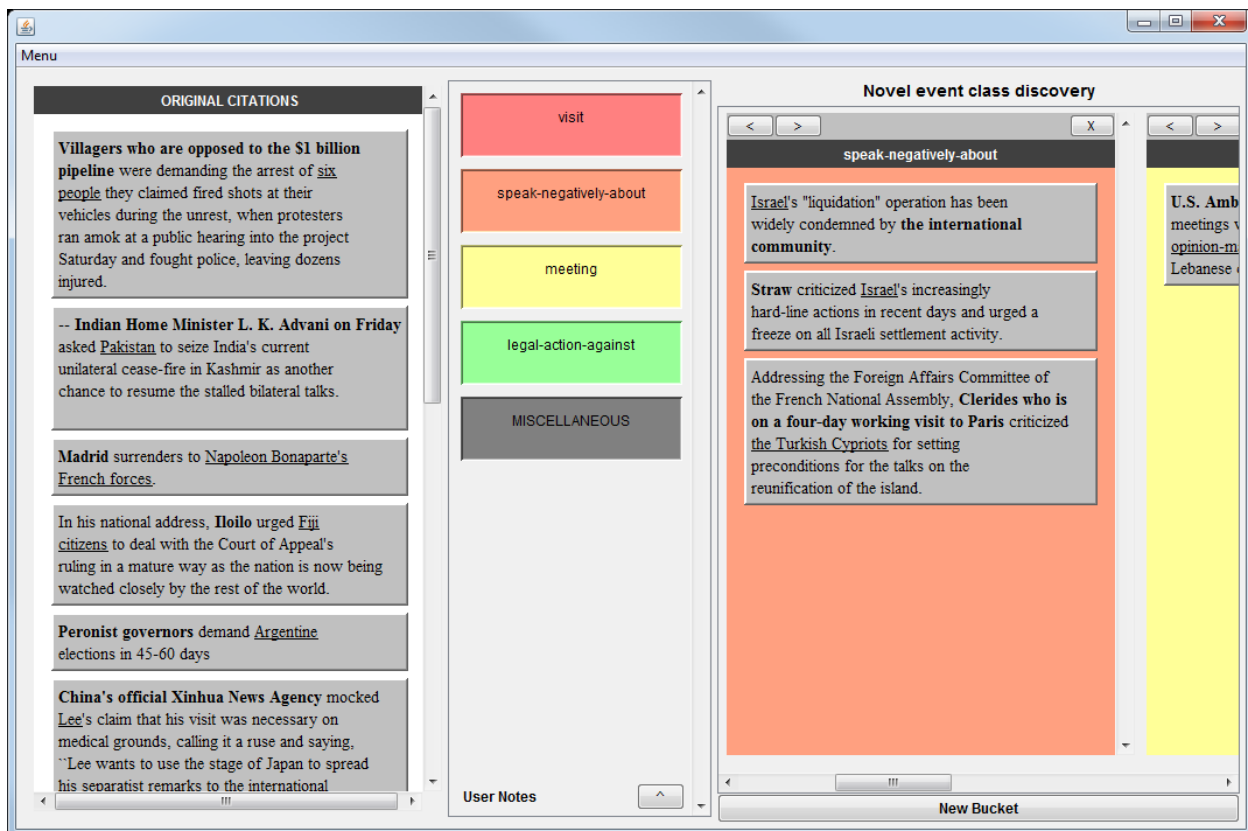 Menu
ORIGINAL CITATIONS
Villagers who are opposed to the $1 billion
pipeline were demanding the arrest of six
people they claimed fired shots at their
vehicles during the unrest, when protesters
ran amok at a public hearing into the project
Saturday and fought police, leaving dozens
injured.
-- Indian Home Minister L. K. Advani on Friday
asked Pakistan to seize India's current
unilateral cease-fire in Kashmir as another
chance to resume the stalled bilateral talks.
Madrid surrenders to Napoleon Bonaparte's
French forces.
In his national address, Iloilo urged Fiji
citizens to deal with the Court of Appeal's
ruling in a mature way as the nation is now being
watched closely by the rest of the world.
Peronist governors demand Argentine
elections in 45-60 days
China's official Xinhua News Agency mocked
Lee's claim that his visit was necessary on
medical grounds, calling it a ruse and saying,
``Lee wants to use the stage of Japan to spread
his separatist remarks to the international
visit
speak-negatively-about
meeting
legal-action-against
MISCELLANEOUS
User Notes
^
Novel event class discovery
< > X
speak-negatively-about
Israel's "liquidation" operation has been
widely condemned by the international
community.
Straw criticized Israel's increasingly
hard-line actions in recent days and urged a
freeze on all Israeli settlement activity.
Addressing the Foreign Affairs Committee of
the French National Assembly, Clerides who is
on a four-day working visit to Paris criticized
the Turkish Cypriots for setting
preconditions for the talks on the
reunification of the island.
< >
U.S. Amb
meetings
opinion-m
Lebanese
New Bucket